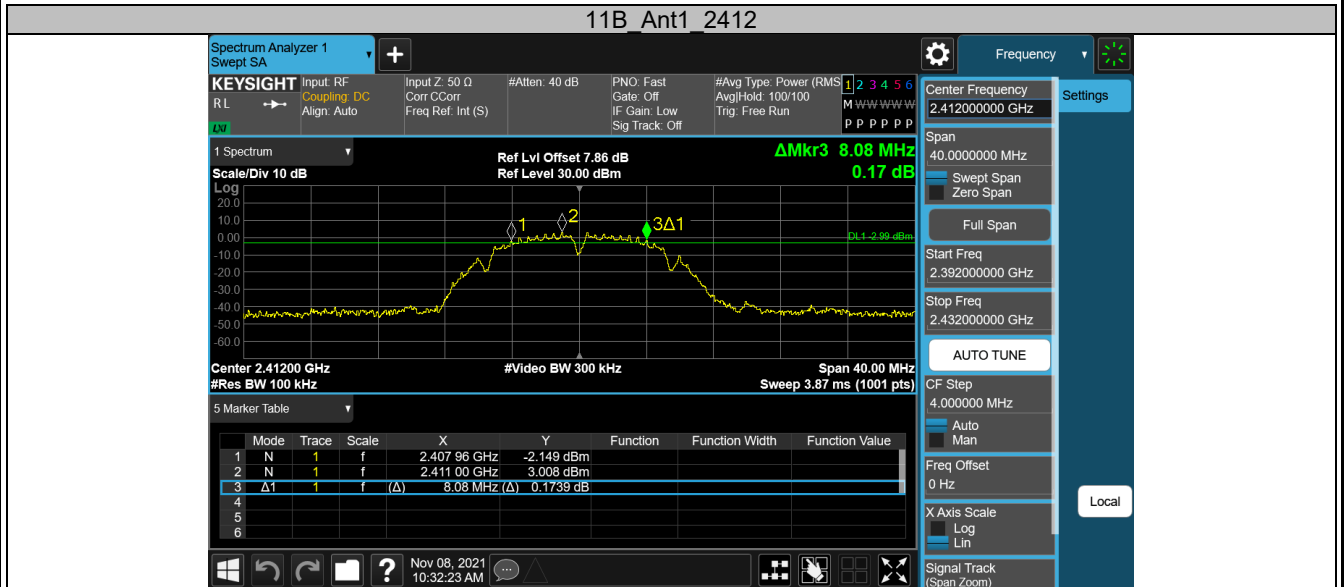 11B_Ant1_2412
Spectrum Analyzer 1
Swept SA
+
Frequency
KEYSIGHT
RL
LXI
Input: RF
Coupling: DC
Align: Auto
Input Z: 50 Ω
Corr CCorr
Freq Ref: Int (S)
#Atten: 40 dB
PNO: Fast
Gate: Off
IF Gain: Low
Sig Track: Off
#Avg Type: Power (RMS
Avg|Hold: 100/100
Trig: Free Run
1 2 3 4 5 6
M W W W W W
P P P P P P
Center Frequency
2.412000000 GHz
Settings
Span
40.0000000 MHz
Swept Span
Zero Span
Full Span
Start Freq
2.392000000 GHz
Stop Freq
2.432000000 GHz
AUTO TUNE
CF Step
4.000000 MHz
Auto
Man
Freq Offset
0 Hz
X Axis Scale
Log
Lin
Signal Track
(Span Zoom)
Local
1 Spectrum
Scale/Div 10 dB
Ref Lvl Offset 7.86 dB
Ref Level 30.00 dBm
ΔMkr3 8.08 MHz
0.17 dB
Log
20.0
10.0
0.00
-10.0
-20.0
-30.0
-40.0
-50.0
-60.0
1
2
3Δ1
DL1 -2.99 dBm
Center 2.41200 GHz
#Video BW 300 kHz
Span 40.00 MHz
#Res BW 100 kHz
Sweep 3.87 ms (1001 pts)
5 Marker Table
Mode Trace Scale X Y Function Function Width Function Value
1 N 1 f 2.407 96 GHz -2.149 dBm
2 N 1 f 2.411 00 GHz 3.008 dBm
3 Δ1 1 f (Δ) 8.08 MHz (Δ) 0.1739 dB
4
5
6
?
Nov 08, 2021
10:32:23 AM